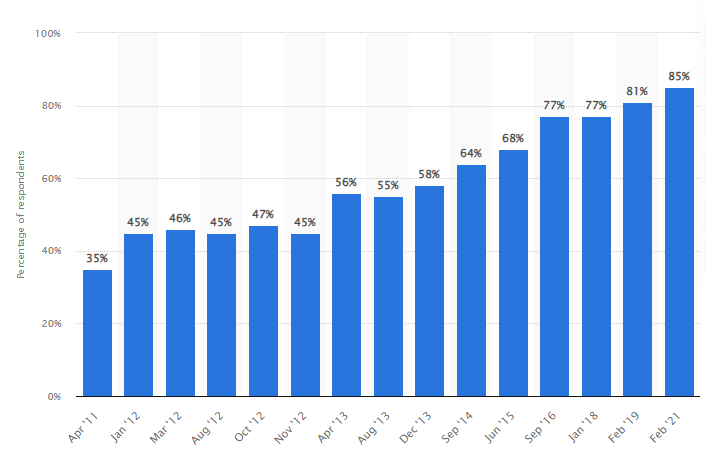 Percentage of respondents
100%
80%
60%
40%
20%
0%
35%
45%
46%
45%
47%
45%
56%
55%
58%
64%
68%
77%
77%
81%
85%
Apr '11
Jan '12
Mar '12
Aug '12
Oct '12
Nov '12
Apr '13
Aug '13
Dec '13
Sep '14
Jun '15
Sep '16
Jan '18
Feb '19
Feb '21